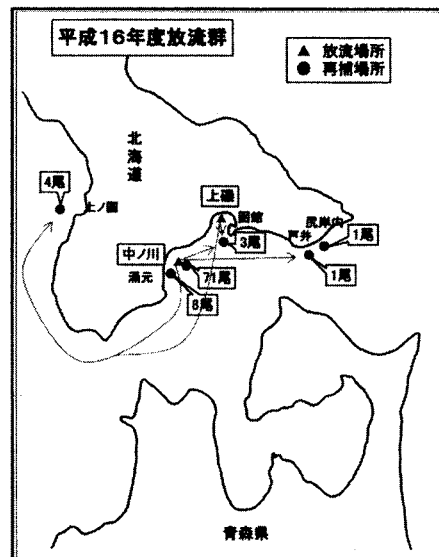 平成16年度放流群
▲ 放流場所
● 再捕場所
北海道
4尾
上ノ国
上磯
函館
3尾
戸井
尻岸内
1尾
1尾
中ノ川
湯元
71尾
8尾
青森県